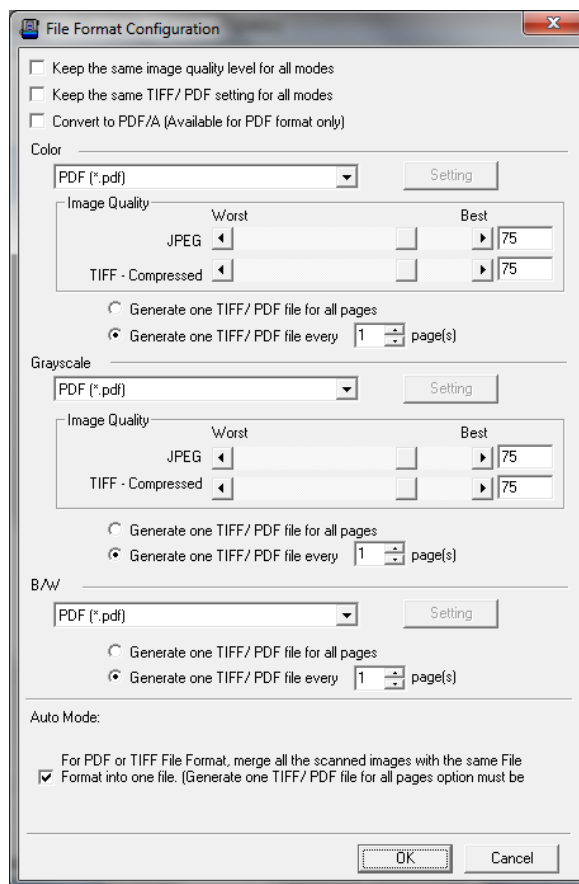 File Format Configuration
Keep the same image quality level for all modes
Keep the same TIFF/ PDF setting for all modes
Convert to PDF/A (Available for PDF format only)
Color
PDF (*.pdf) Setting
Image Quality
Worst Best
JPEG 75
TIFF - Compressed 75
Generate one TIFF/ PDF file for all pages
Generate one TIFF/ PDF file every 1 page(s)
Grayscale
PDF (*.pdf) Setting
Image Quality
Worst Best
JPEG 75
TIFF - Compressed 75
Generate one TIFF/ PDF file for all pages
Generate one TIFF/ PDF file every 1 page(s)
B/W
PDF (*.pdf) Setting
Generate one TIFF/ PDF file for all pages
Generate one TIFF/ PDF file every 1 page(s)
Auto Mode:
For PDF or TIFF File Format, merge all the scanned images with the same File
Format into one file. (Generate one TIFF/ PDF file for all pages option must be
OK Cancel